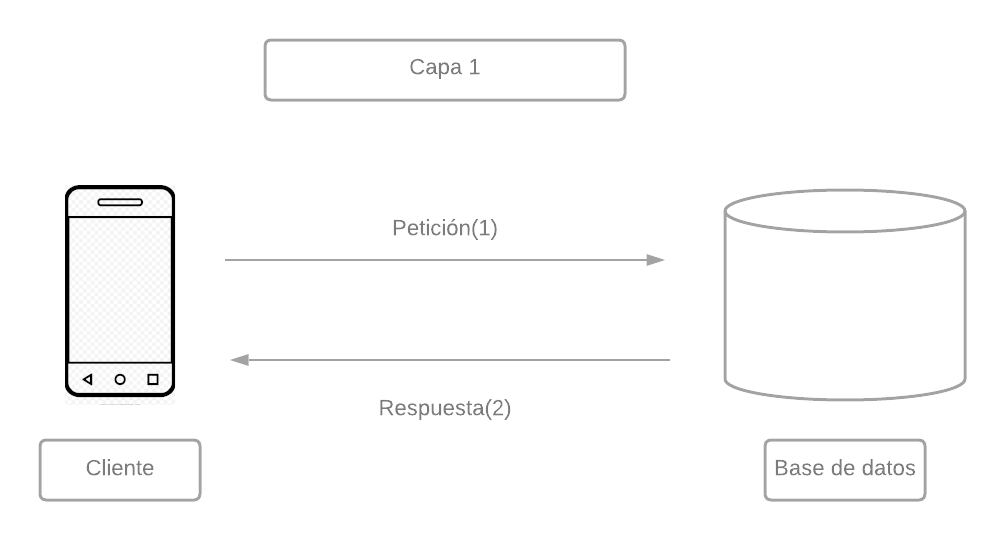 Capa 1
Petición(1)
Respuesta(2)
Cliente
Base de datos